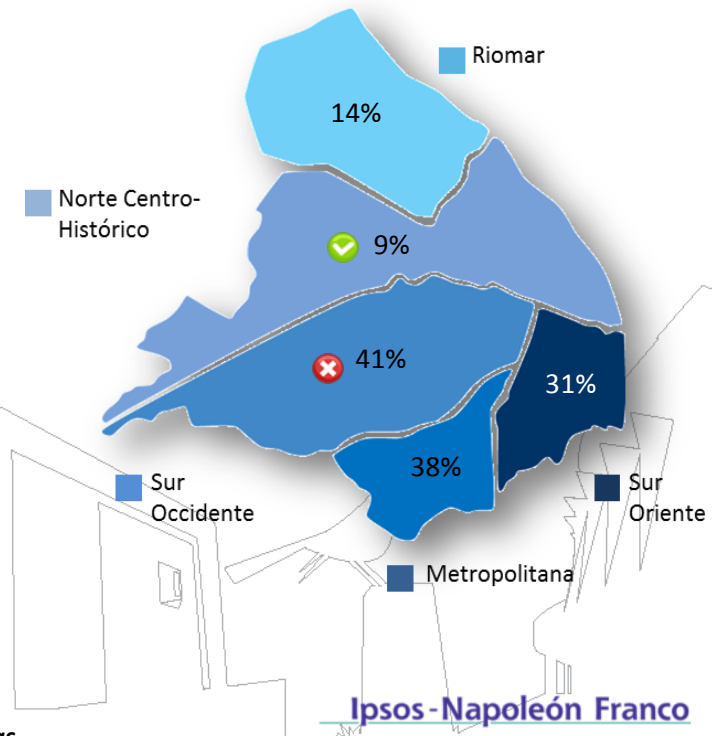 Riomar
14%
Norte Centro-
Histórico
9%
41%
31%
38%
Sur
Occidente
Sur
Oriente
Metropolitana
Ipsos-Napoleón Franco